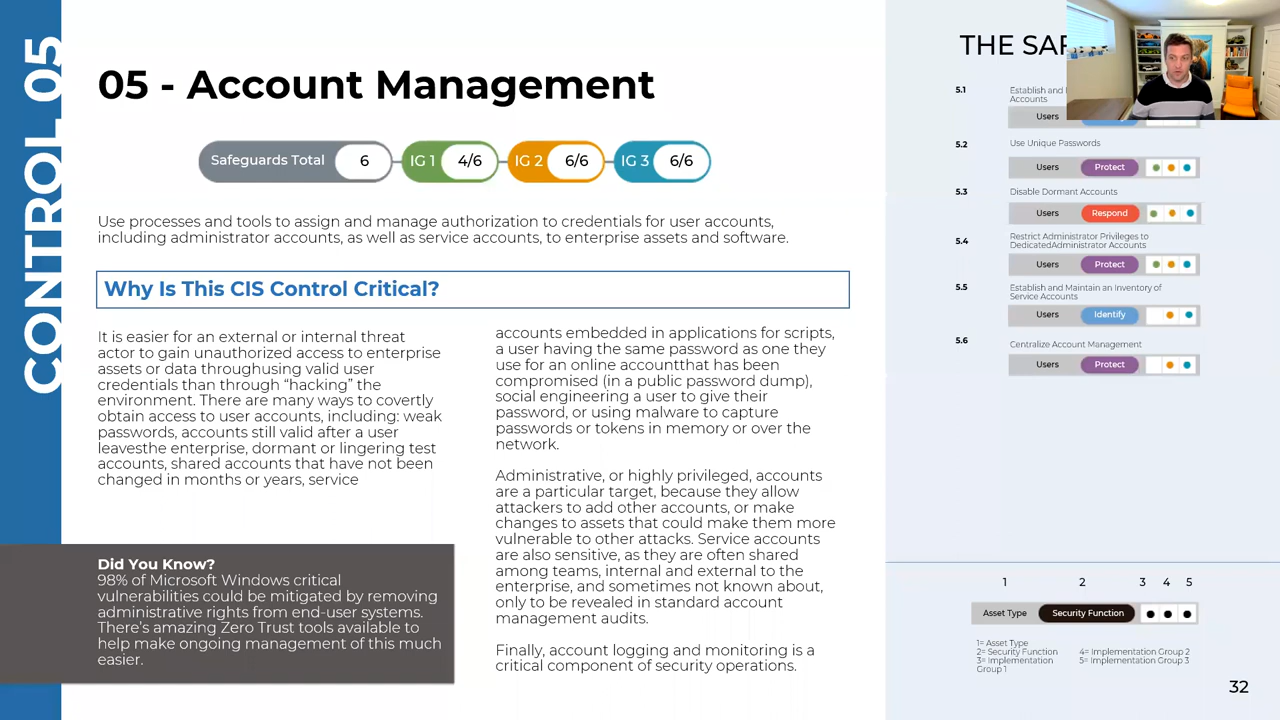 CONTROL 05
05 - Account Management
Safeguards Total 6 IG 1 4/6 IG 2 6/6 IG 3 6/6
Use processes and tools to assign and manage authorization to credentials for user accounts,
including administrator accounts, as well as service accounts, to enterprise assets and software.
Why Is This CIS Control Critical?
It is easier for an external or internal threat
actor to gain unauthorized access to enterprise
assets or data throughusing valid user
credentials than through “hacking” the
environment. There are many ways to covertly
obtain access to user accounts, including: weak
passwords, accounts still valid after a user
leavesthe enterprise, dormant or lingering test
accounts, shared accounts that have not been
changed in months or years, service
accounts embedded in applications for scripts,
a user having the same password as one they
use for an online accountthat has been
compromised (in a public password dump),
social engineering a user to give their
password, or using malware to capture
passwords or tokens in memory or over the
network.
Administrative, or highly privileged, accounts
are a particular target, because they allow
attackers to add other accounts, or make
changes to assets that could make them more
vulnerable to other attacks. Service accounts
are also sensitive, as they are often shared
among teams, internal and external to the
enterprise, and sometimes not known about,
only to be revealed in standard account
management audits.
Finally, account logging and monitoring is a
critical component of security operations.
Did You Know?
98% of Microsoft Windows critical
vulnerabilities could be mitigated by removing
administrative rights from end-user systems.
There's amazing Zero Trust tools available to
help make ongoing management of this much
easier.
THE
5.1 Establish and
Accounts
Users
5.2 Use Unique Passwords
Users Protect
5.3 Disable Dormant Accounts
Users Respond
5.4 Restrict Administrator Privileges to
DedicatedAdministrator Accounts
Users Protect
5.5 Establish and Maintain an Inventory of
Service Accounts
Users Identify
5.6 Centralize Account Management
Users Protect
1 2 3 4 5
Asset Type Security Function
1= Asset Type
2= Security Function
3= Implementation
Group 1
4= Implementation Group 2
5= Implementation Group 3
32